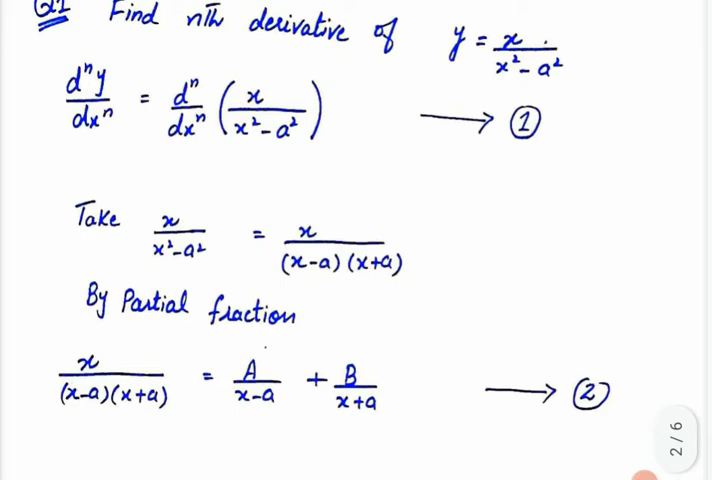 Q.1 Find nth derivative of y = x / (x² - a²)
dⁿy/dxⁿ = dⁿ/dxⁿ (x / (x² - a²)) ⟶ ①
Take x / (x² - a²) = x / ((x-a)(x+a))
By Partial fraction
x / ((x-a)(x+a)) = A / (x-a) + B / (x+a) ⟶ ②
2/6